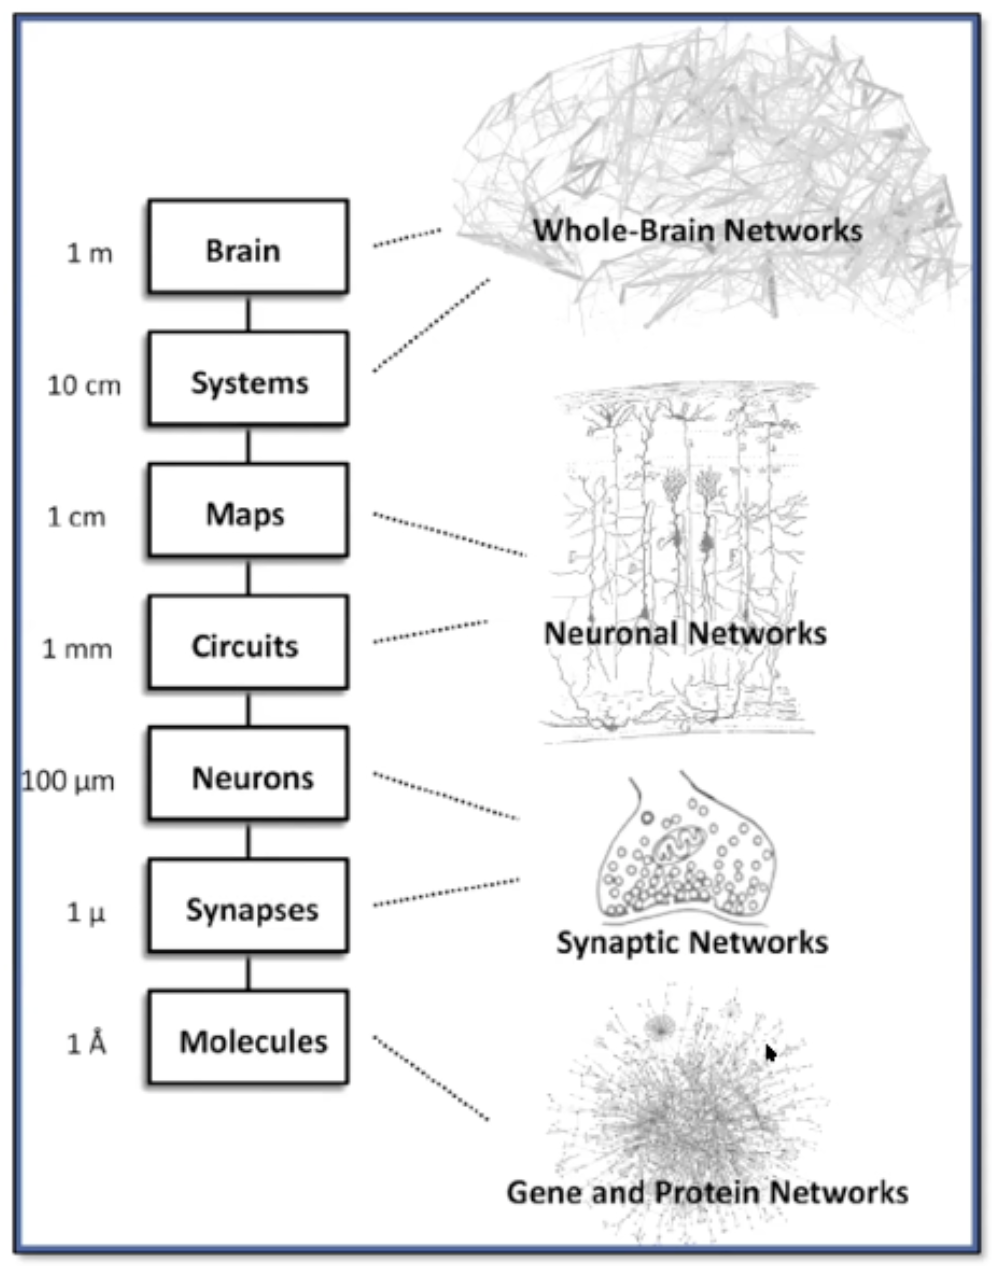 Whole-Brain Networks
1 m
Brain
10 cm
Systems
1 cm
Maps
1 mm
Circuits
Neuronal Networks
100 µm
Neurons
1 µ
Synapses
Synaptic Networks
1 Å
Molecules
Gene and Protein Networks